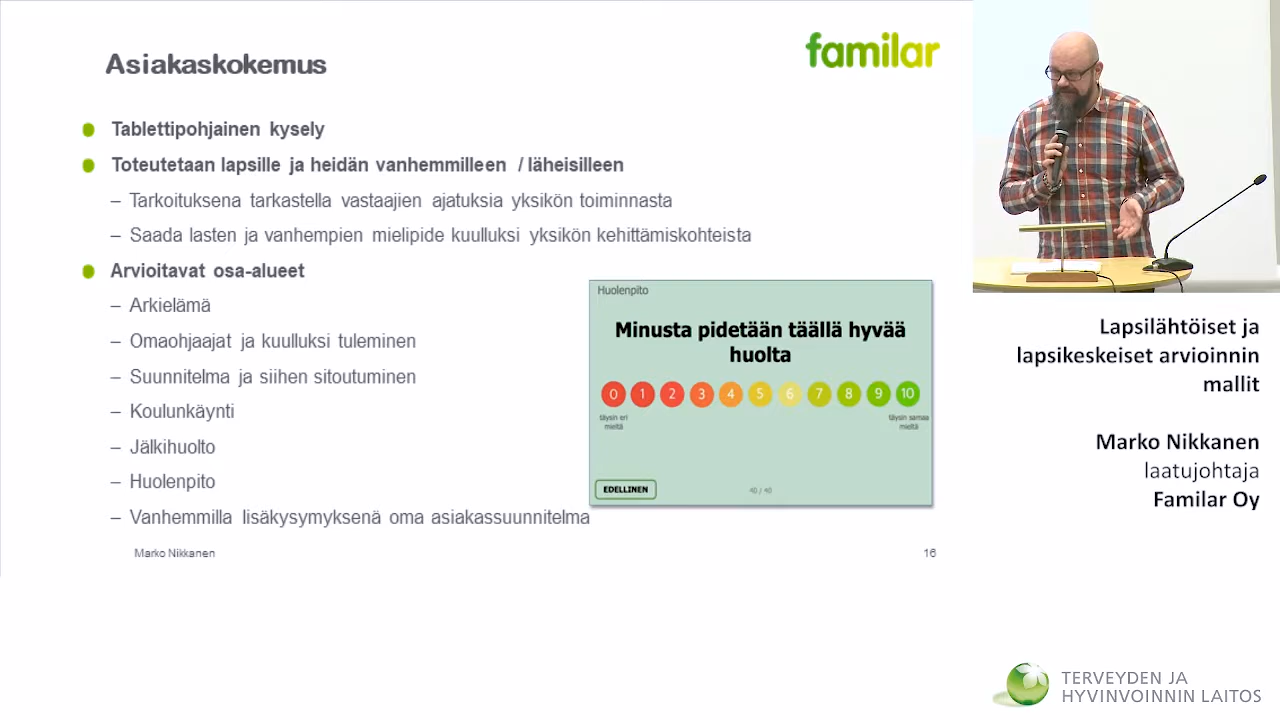 Asiakaskokemus
familar
Tablettipohjainen kysely
Toteutetaan lapsille ja heidän vanhemmilleen / läheisilleen
– Tarkoituksena tarkastella vastaajien ajatuksia yksikön toiminnasta
– Saada lasten ja vanhempien mielipide kuulluksi yksikön kehittämiskohteista
Arvioitavat osa-alueet
– Arkielämä
– Omaohjaajat ja kuulluksi tuleminen
– Suunnitelma ja siihen sitoutuminen
– Koulunkäynti
– Jälkihuolto
– Huolenpito
– Vanhemmilla lisäkysymyksenä oma asiakassuunnitelma
Huolenpito
Minusta pidetään täällä hyvää
huolta
0 1 2 3 4 5 6 7 8 9 10
täysin eri
mieltä
täysin samaa
mieltä
EDELLINEN
40 / 40
Marko Nikkanen
16
Lapsilähtöiset ja
lapsikeskeiset arvioinnin
mallit
Marko Nikkanen
laatujohtaja
Familar Oy
TERVEYDEN JA
HYVINVOINNIN LAITOS